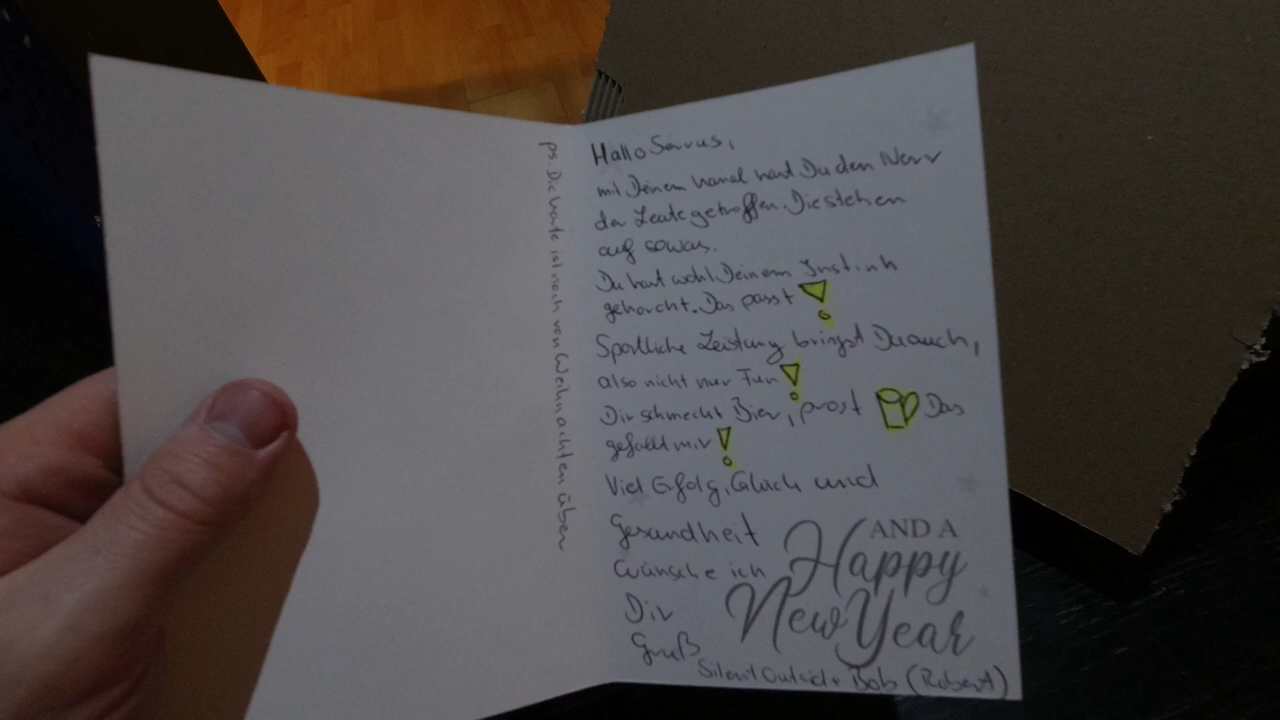 Hallo Servus,
mit Deinem Kanal hast Du den Nerv
der Leute getroffen. Die stehen
auf sowas.
Du hast wohl Deinem Instinkt
gehorcht. Das passt!
Sportliche Leistung bringst Du auch,
also nicht nur Fun!
Dir schmeckt Bier, prost Das
gefällt mir!
Viel Erfolg, Glück und
Gesundheit
wünsche ich
Dir
Gruß
Silent Outside Bob (Robert)
AND A
Happy
New Year
ps. Die Karte ist noch von Weihnachten über